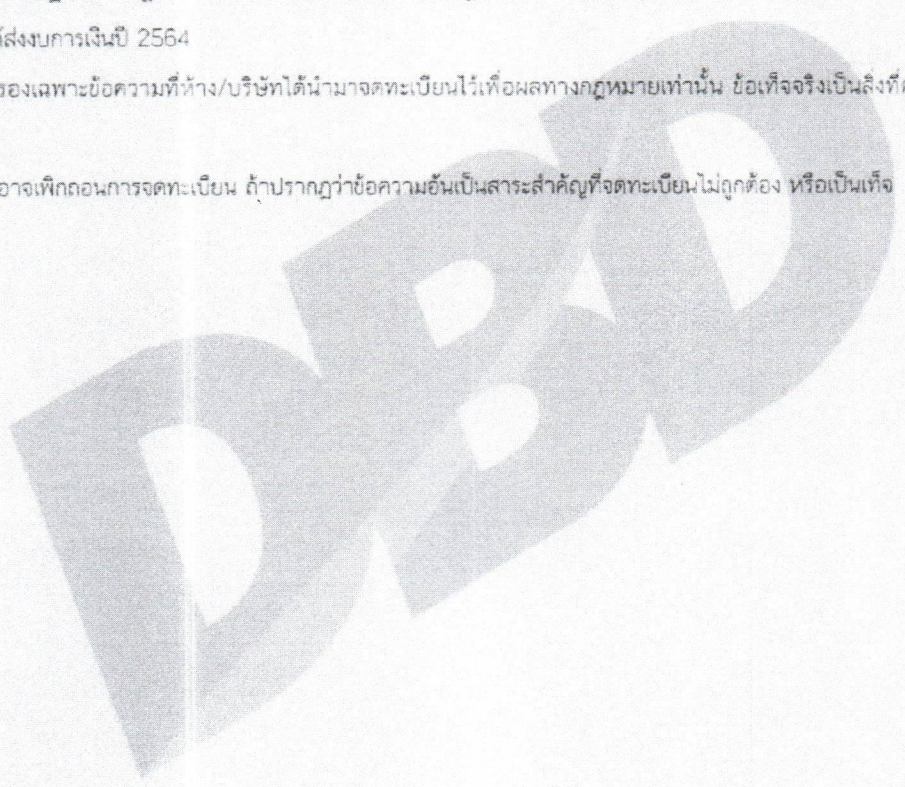 ส่งงบการเงินปี 2564
รองเฉพาะข้อความที่ห้าง/บริษัทได้นำมาจดทะเบียนไว้เพื่อผลทางกฎหมายเท่านั้น ข้อเท็จจริงเป็นสิ่งที่
อาจเพิกถอนการจดทะเบียน ถ้าปรากฏว่าข้อความอันเป็นสาระสำคัญที่จดทะเบียนไม่ถูกต้อง หรือเป็นเท็จ
DBD